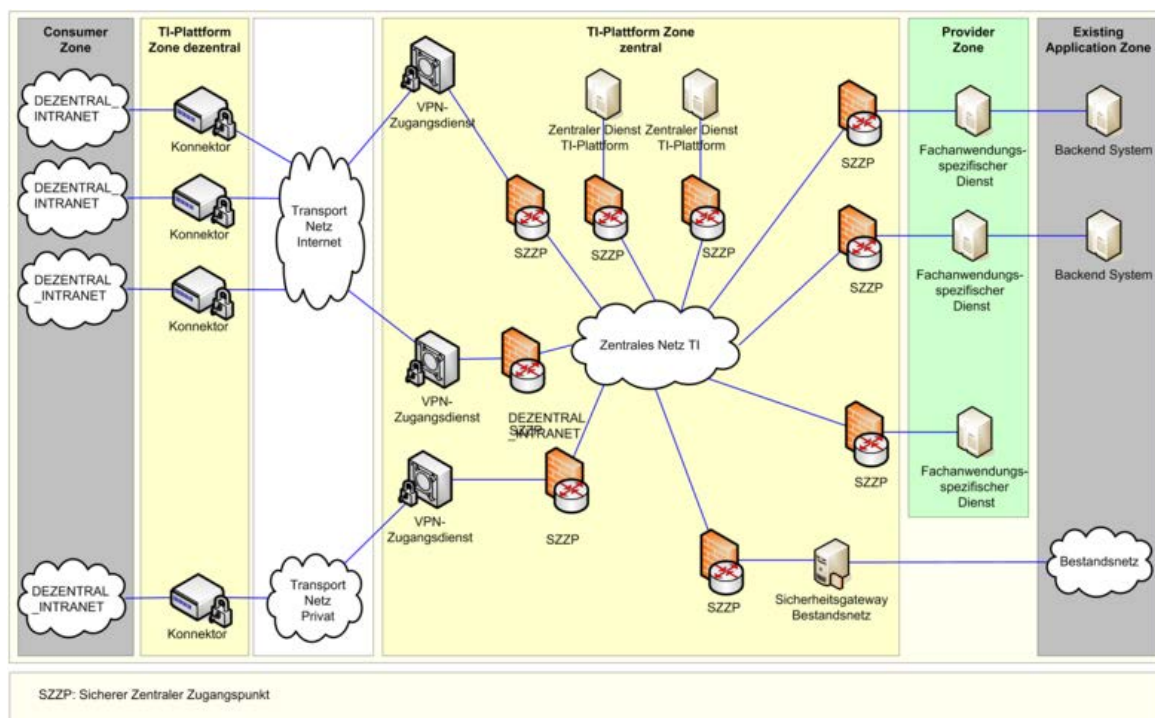 Consumer
Zone
TI-Plattform
Zone dezentral
TI-Plattform Zone
zentral
Provider
Zone
Existing
Application Zone
DEZENTRAL_
INTRANET
Konnektor
DEZENTRAL_
INTRANET
Konnektor
DEZENTRAL
_INTRANET
Konnektor
DEZENTRAL
_INTRANET
Konnektor
Transport
Netz
Internet
Transport
Netz
Privat
VPN-
Zugangsdienst
SZZP
VPN-
Zugangsdienst
DEZENTRAL
_INTRANET
SZZP
VPN-
Zugangsdienst
SZZP
Zentraler Dienst
TI-Plattform
SZZP
Zentraler Dienst
TI-Plattform
SZZP
Zentrales Netz TI
SZZP
Fachanwendungs-
spezifischer
Dienst
Backend System
SZZP
Fachanwendungs-
spezifischer
Dienst
Backend System
SZZP
Fachanwendungs-
spezifischer
Dienst
SZZP
Sicherheitsgateway
Bestandsnetz
Bestandsnetz
SZZP: Sicherer Zentraler Zugangspunkt